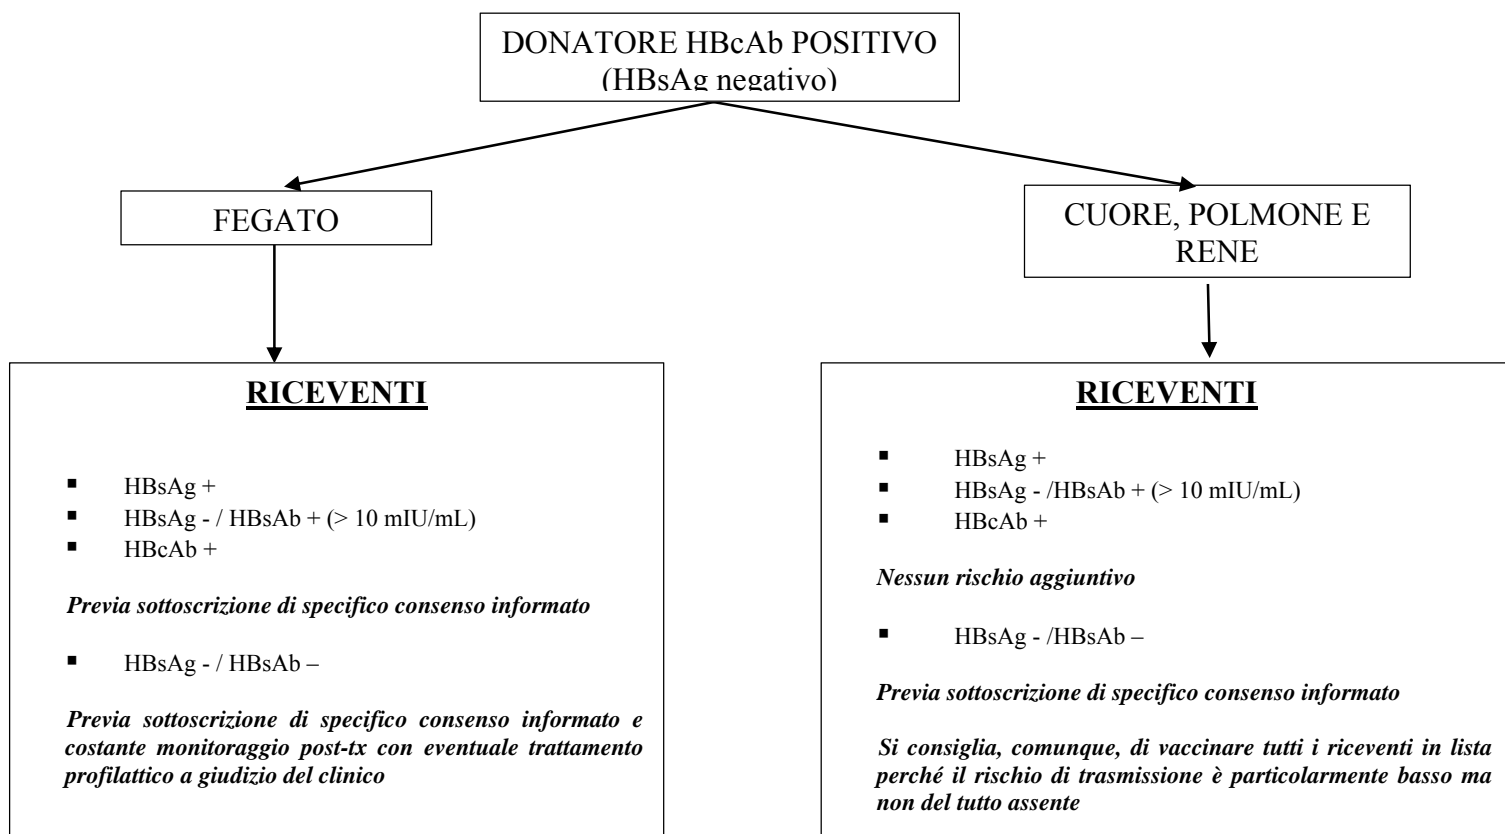 DONATORE HBcAb POSITIVO
(HBsAg negativo)
FEGATO
CUORE, POLMONE E
RENE
RICEVENTI
▪ HBsAg +
▪ HBsAg - / HBsAb + (> 10 mIU/mL)
▪ HBcAb +
Previa sottoscrizione di specifico consenso informato
▪ HBsAg - / HBsAb –
Previa sottoscrizione di specifico consenso informato e
costante monitoraggio post-tx con eventuale trattamento
profilattico a giudizio del clinico
RICEVENTI
▪ HBsAg +
▪ HBsAg - /HBsAb + (> 10 mIU/mL)
▪ HBcAb +
Nessun rischio aggiuntivo
▪ HBsAg - /HBsAb –
Previa sottoscrizione di specifico consenso informato
Si consiglia, comunque, di vaccinare tutti i riceventi in lista
perché il rischio di trasmissione è particolarmente basso ma
non del tutto assente